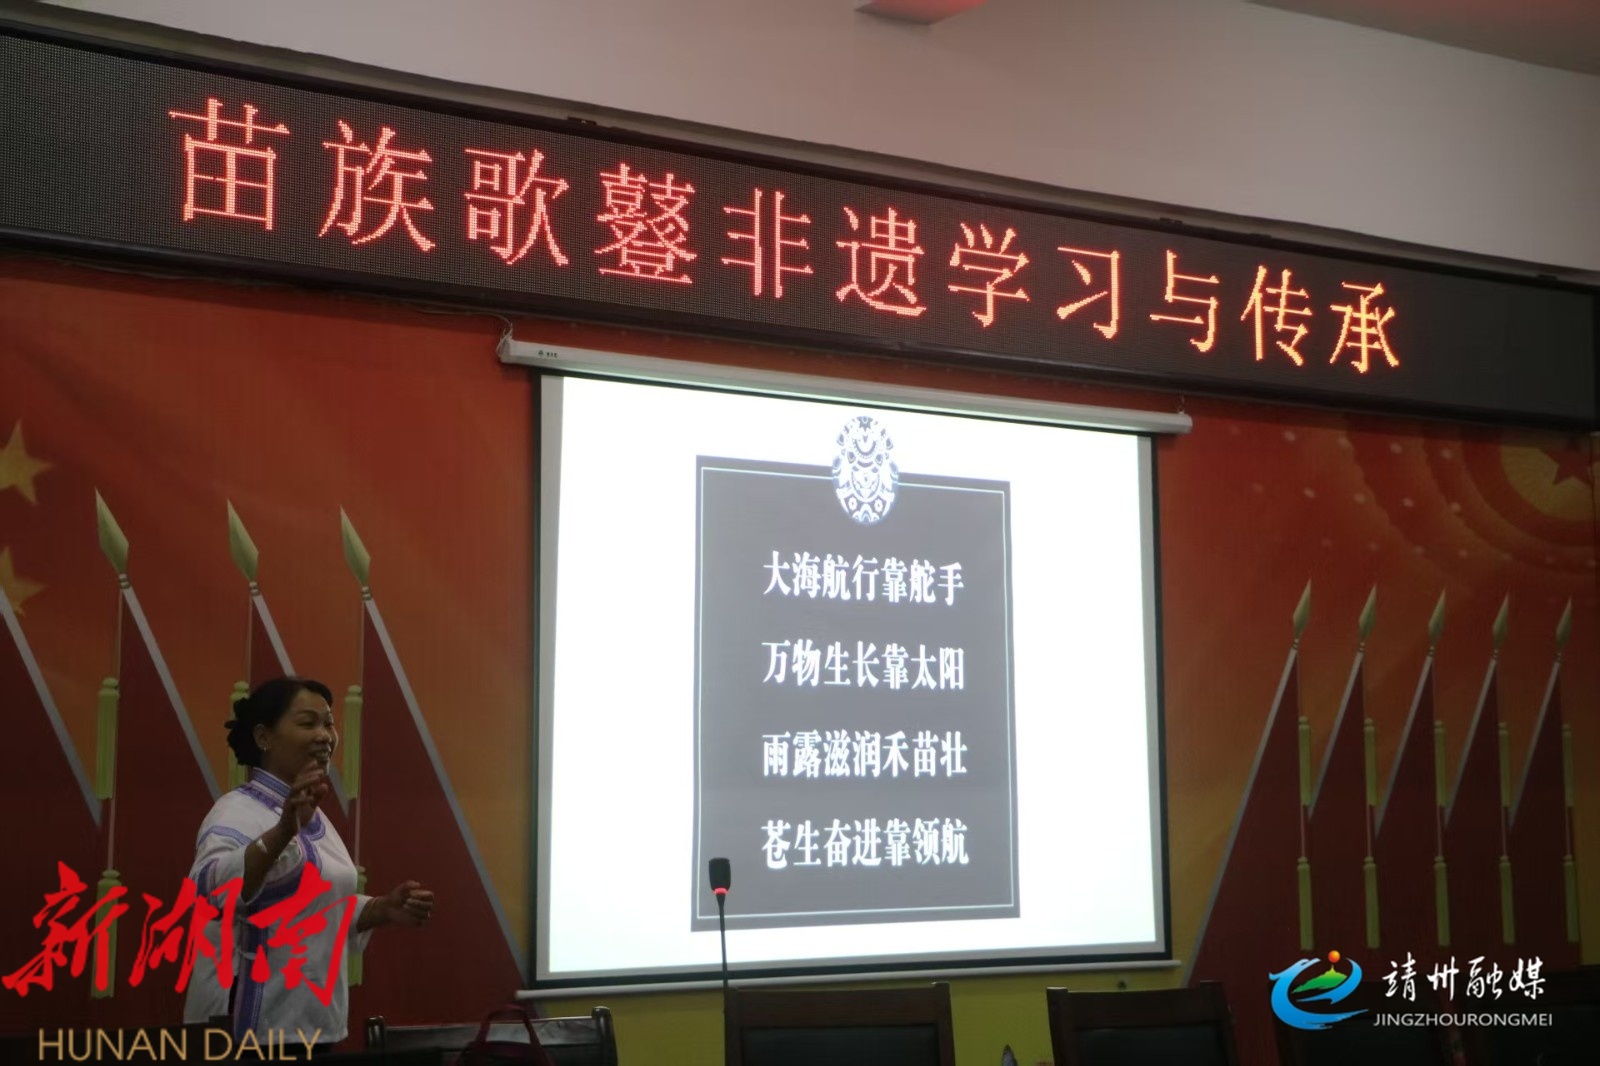 苗族歌鼟非遗学习与传承
大海航行靠舵手
万物生长靠太阳
雨露滋润禾苗壮
苍生奋进靠领航
新湖南
HUNAN DAILY
靖州融媒
JINGZHOURONGMEI